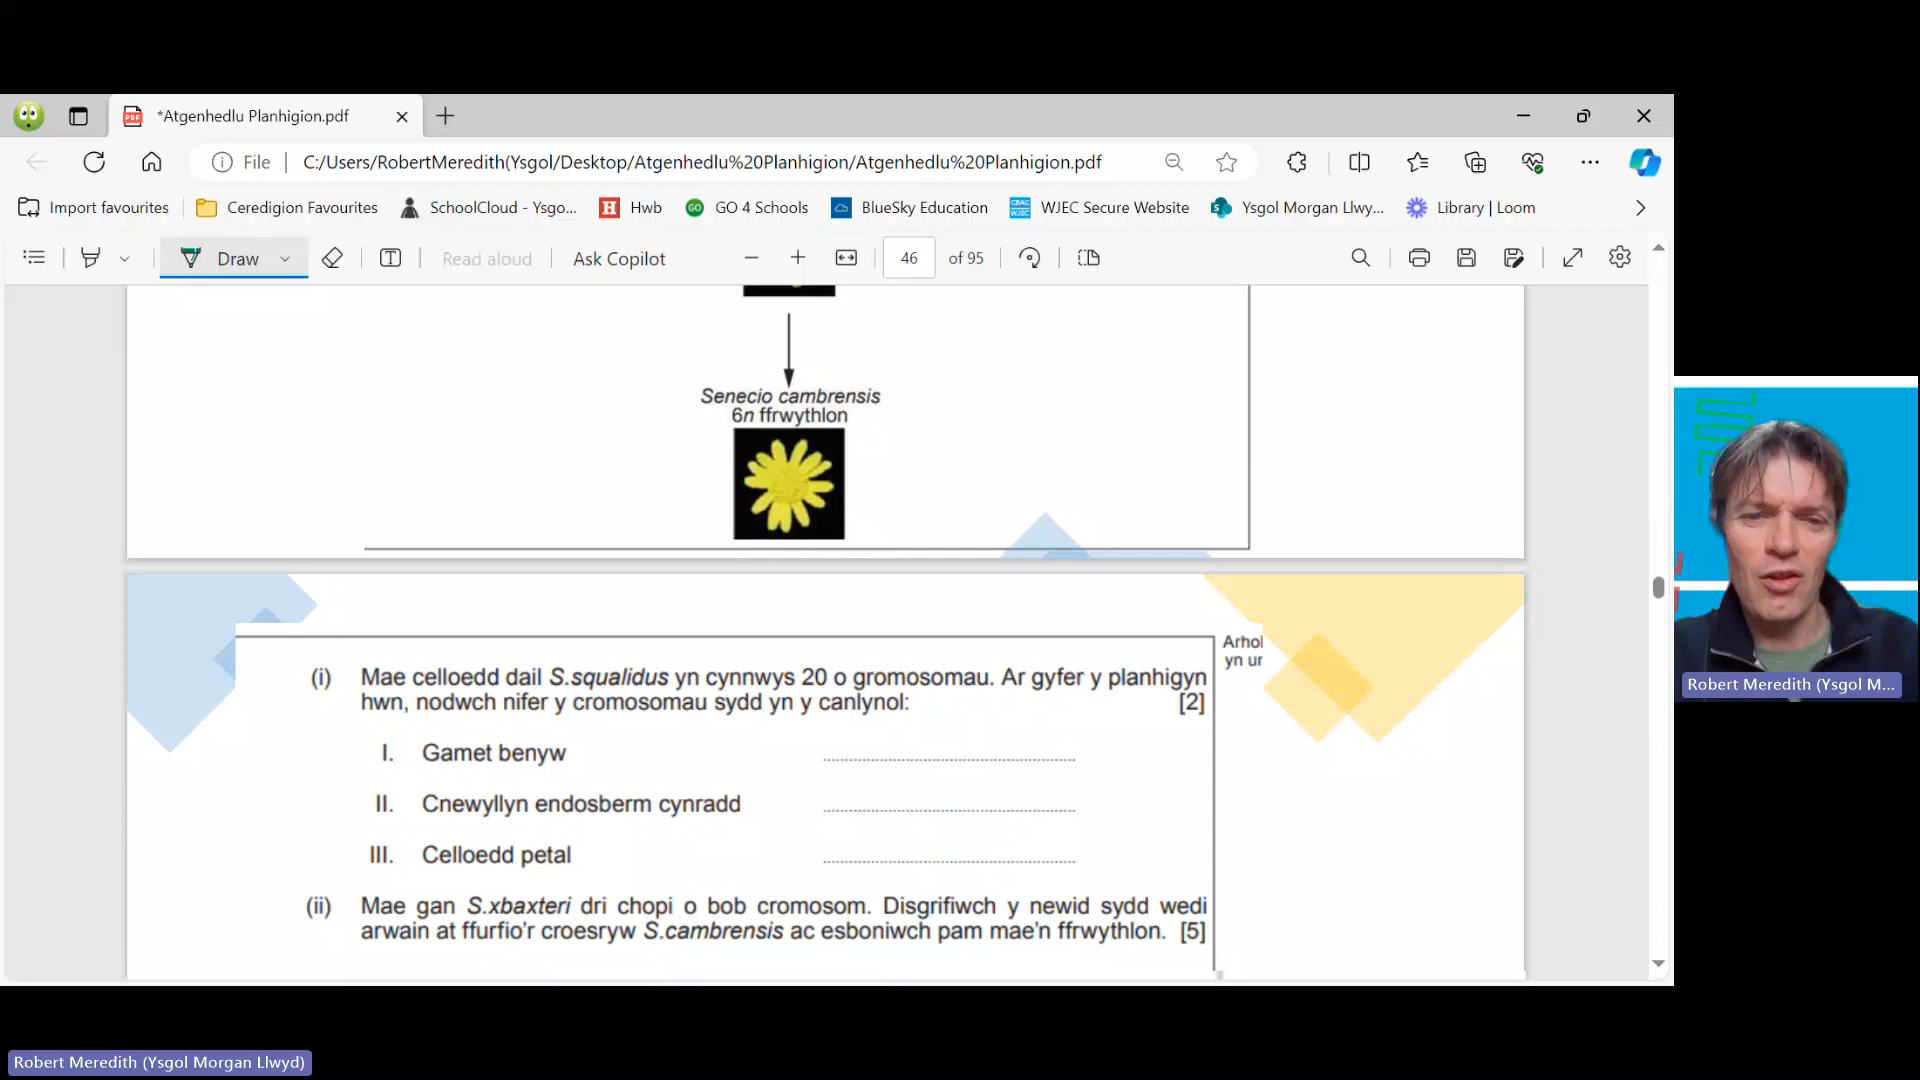 *Atgenhedlu Planhigion.pdf
File
C:/Users/RobertMeredith(Ysgol/Desktop/Atgenhedlu%20Planhigion/Atgenhedlu%20Planhigion.pdf
Import favourites
Ceredigion Favourites
SchoolCloud - Ysgo...
Hwb
GO 4 Schools
BlueSky Education
WJEC Secure Website
Ysgol Morgan Llwy...
Library | Loom
Draw
Read aloud
Ask Copilot
46 of 95
Senecio cambrensis
6n ffrwythlon
Arhol
yn ur
(i) Mae celloedd dail S.squalidus yn cynnwys 20 o gromosomau. Ar gyfer y planhigyn
hwn, nodwch nifer y cromosomau sydd yn y canlynol: [2]
I. Gamet benyw
II. Cnewyllyn endosberm cynradd
III. Celloedd petal
(ii) Mae gan S.xbaxteri dri chopi o bob cromosom. Disgrifiwch y newid sydd wedi
arwain at ffurfio'r croesryw S.cambrensis ac esboniwch pam mae'n ffrwythlon. [5]
Robert Meredith (Ysgol M...
Robert Meredith (Ysgol Morgan Llwyd)